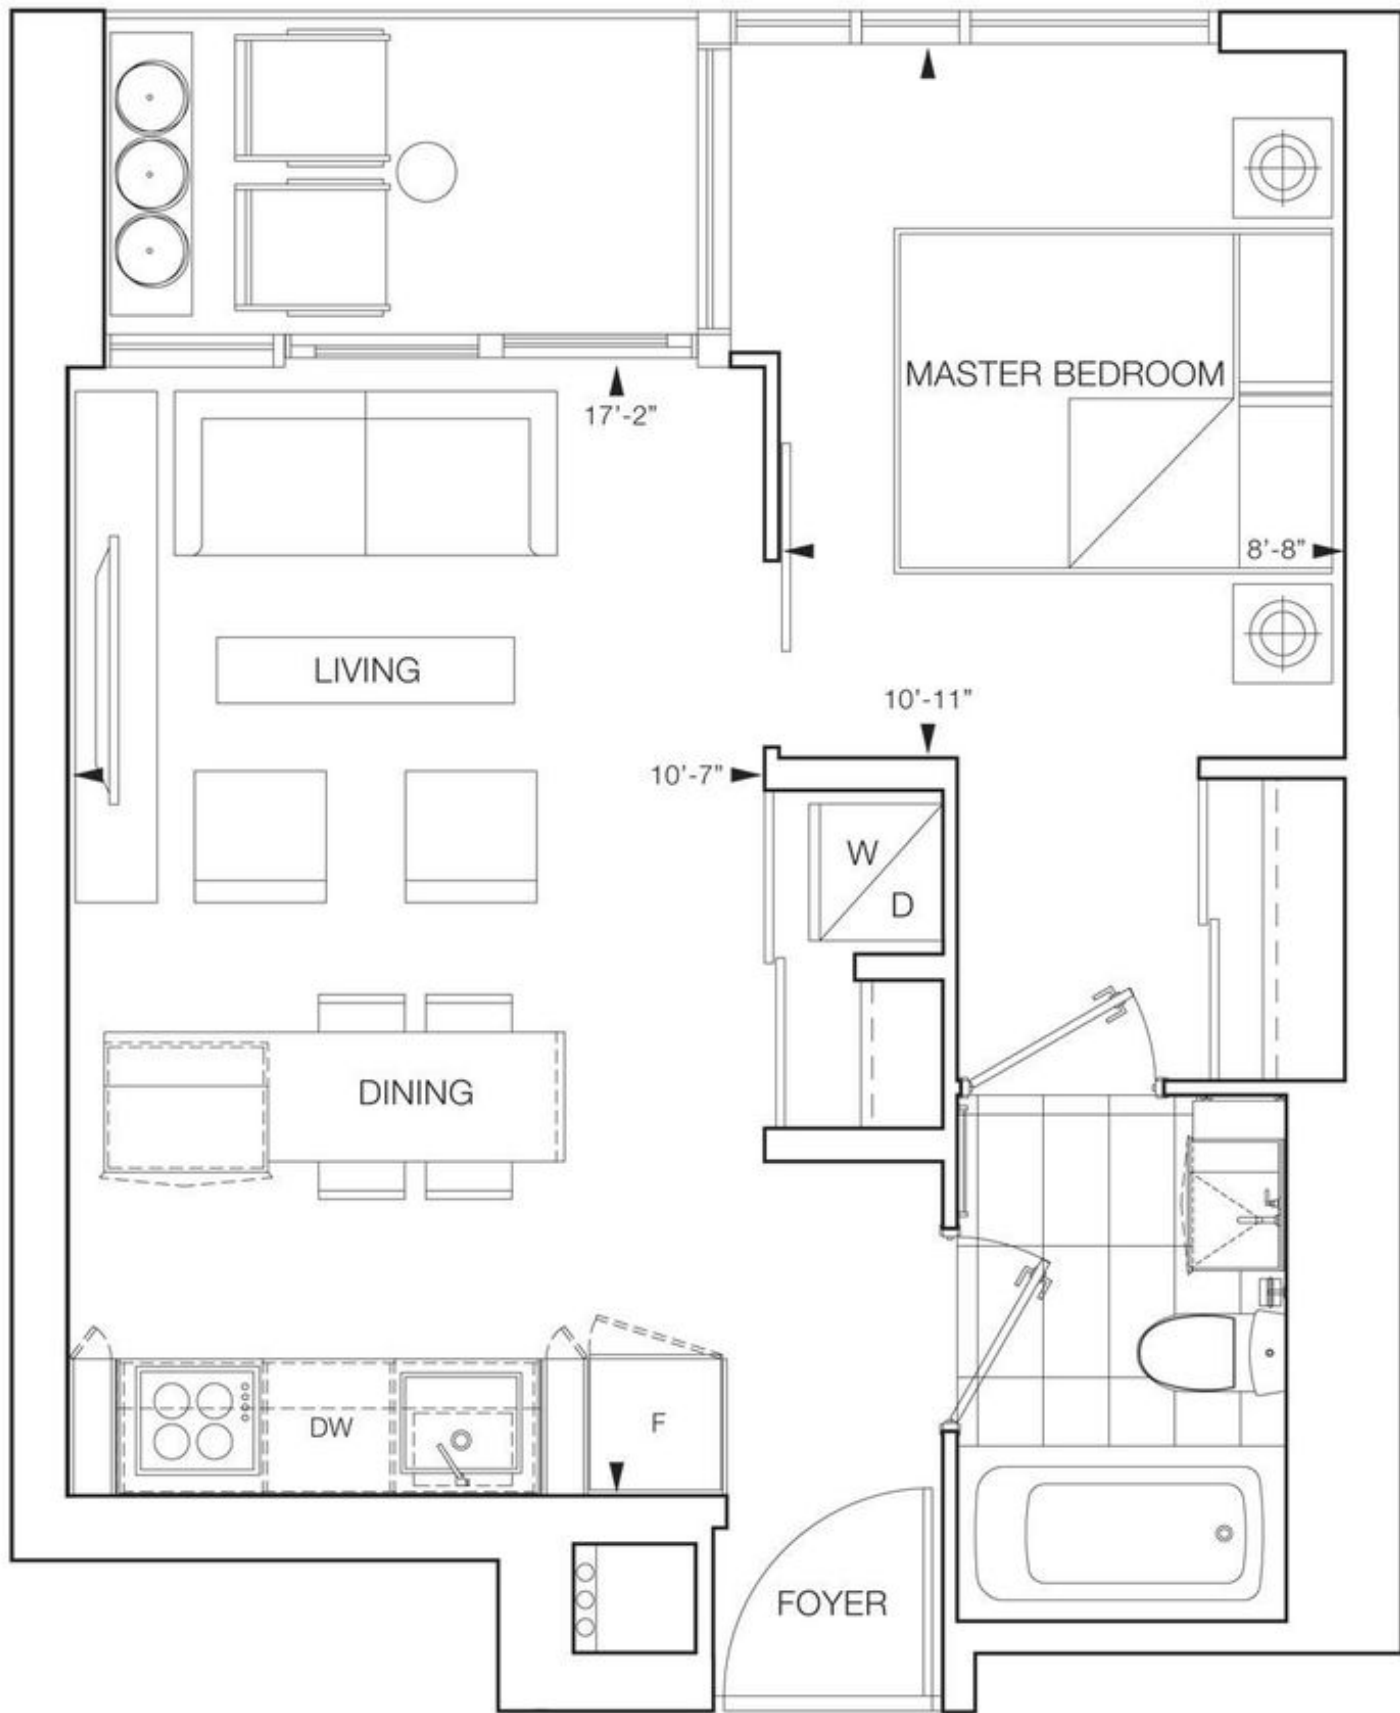 MASTER BEDROOM
17’-2”
8’-8”
LIVING
10’-11”
10’-7”
W
D
DINING
DW
F
FOYER